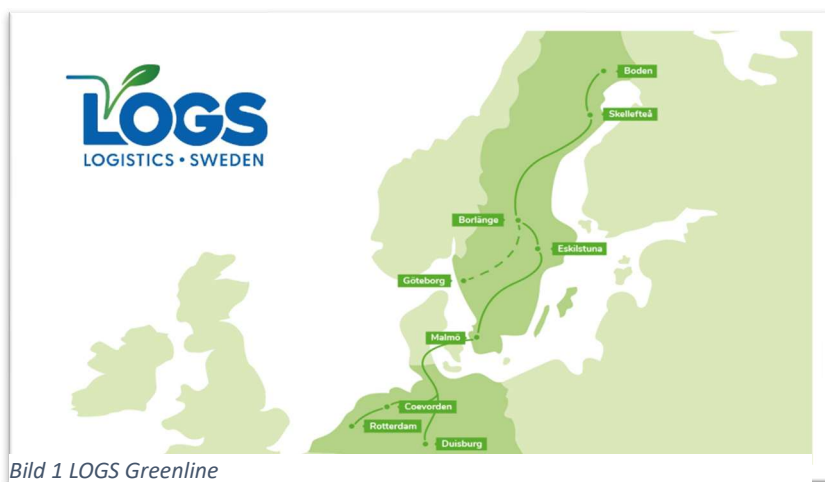 LOGS
LOGISTICS • SWEDEN
Boden
Skellefteå
Borlänge
Eskilstuna
Göteborg
Malmö
Coevorden
Rotterdam
Duisburg
Bild 1 LOGS Greenline